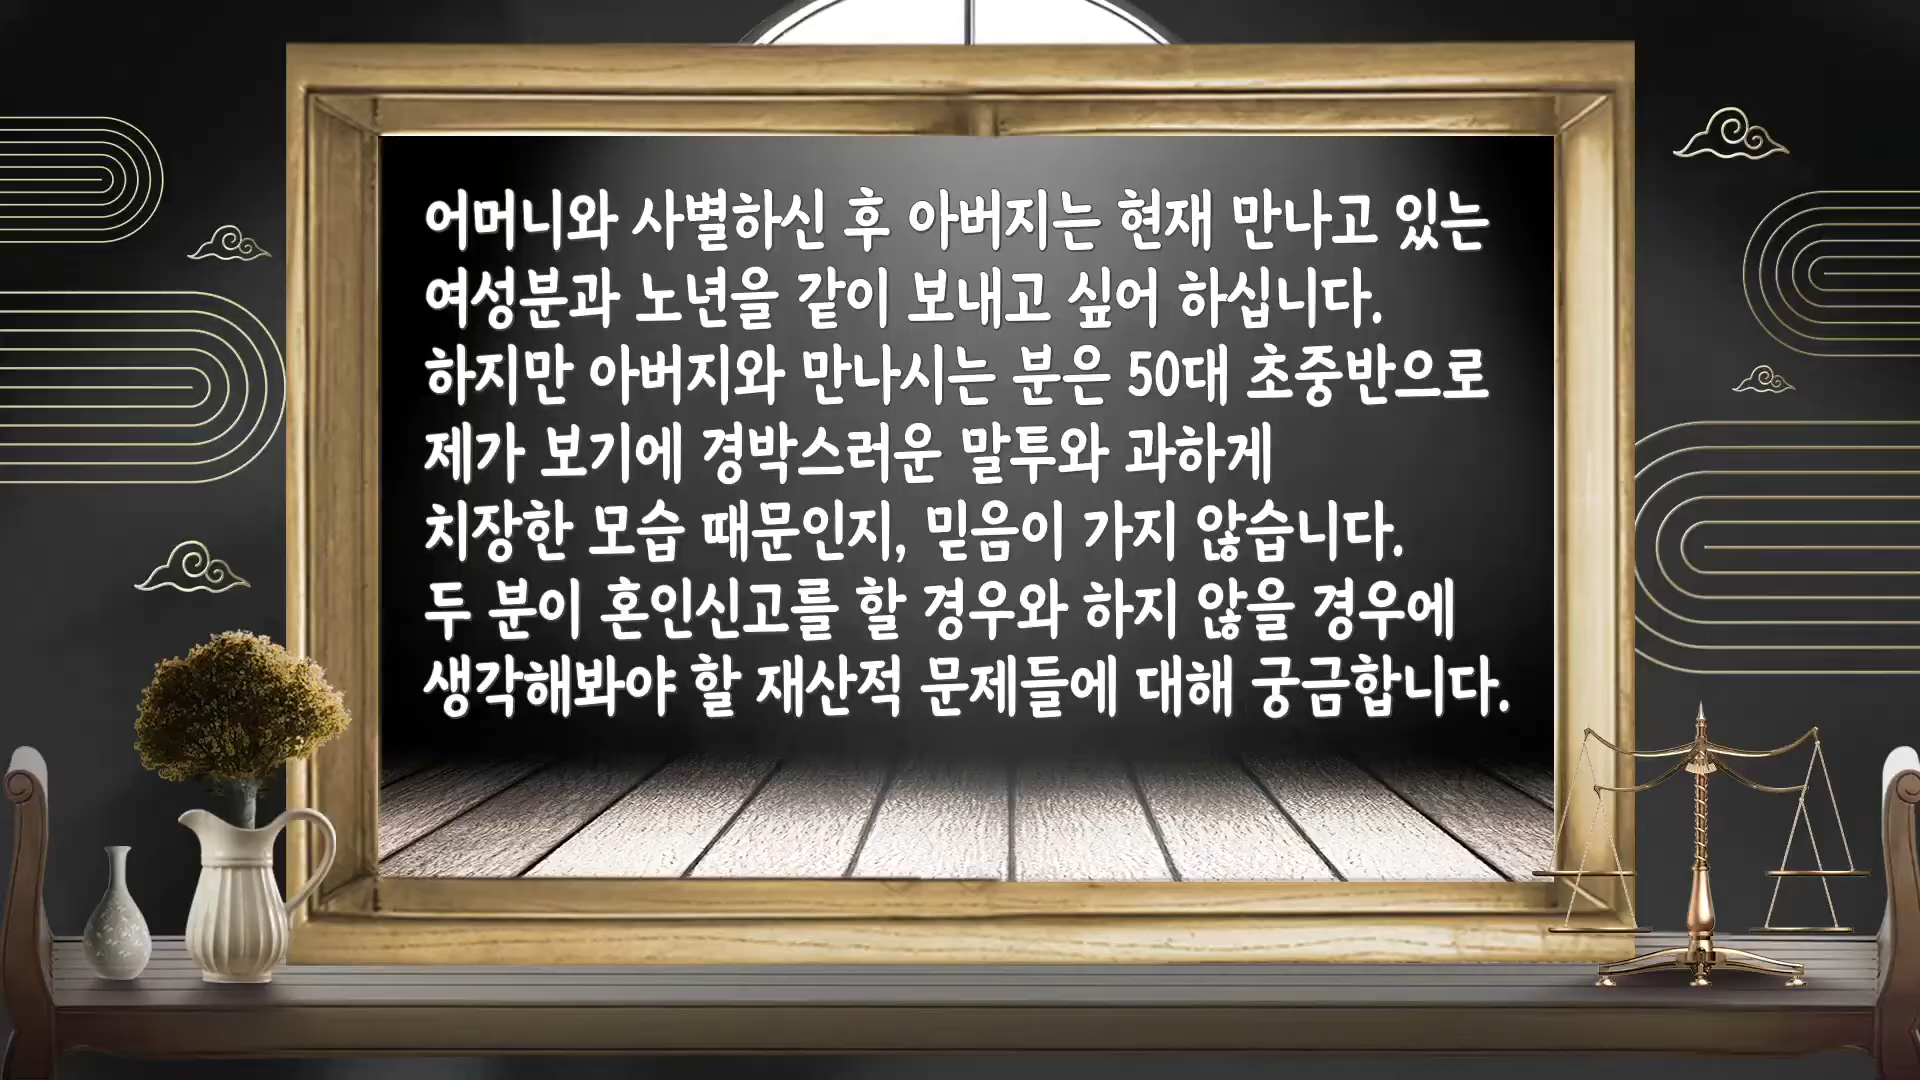 어머니와 사별하신 후 아버지는 현재 만나고 있는
여성분과 노년을 같이 보내고 싶어 하십니다.
하지만 아버지와 만나시는 분은 50대 초중반으로
제가 보기에 경박스러운 말투와 과하게
치장한 모습 때문인지, 믿음이 가지 않습니다.
두 분이 혼인신고를 할 경우와 하지 않을 경우에
생각해봐야 할 재산적 문제들에 대해 궁금합니다.